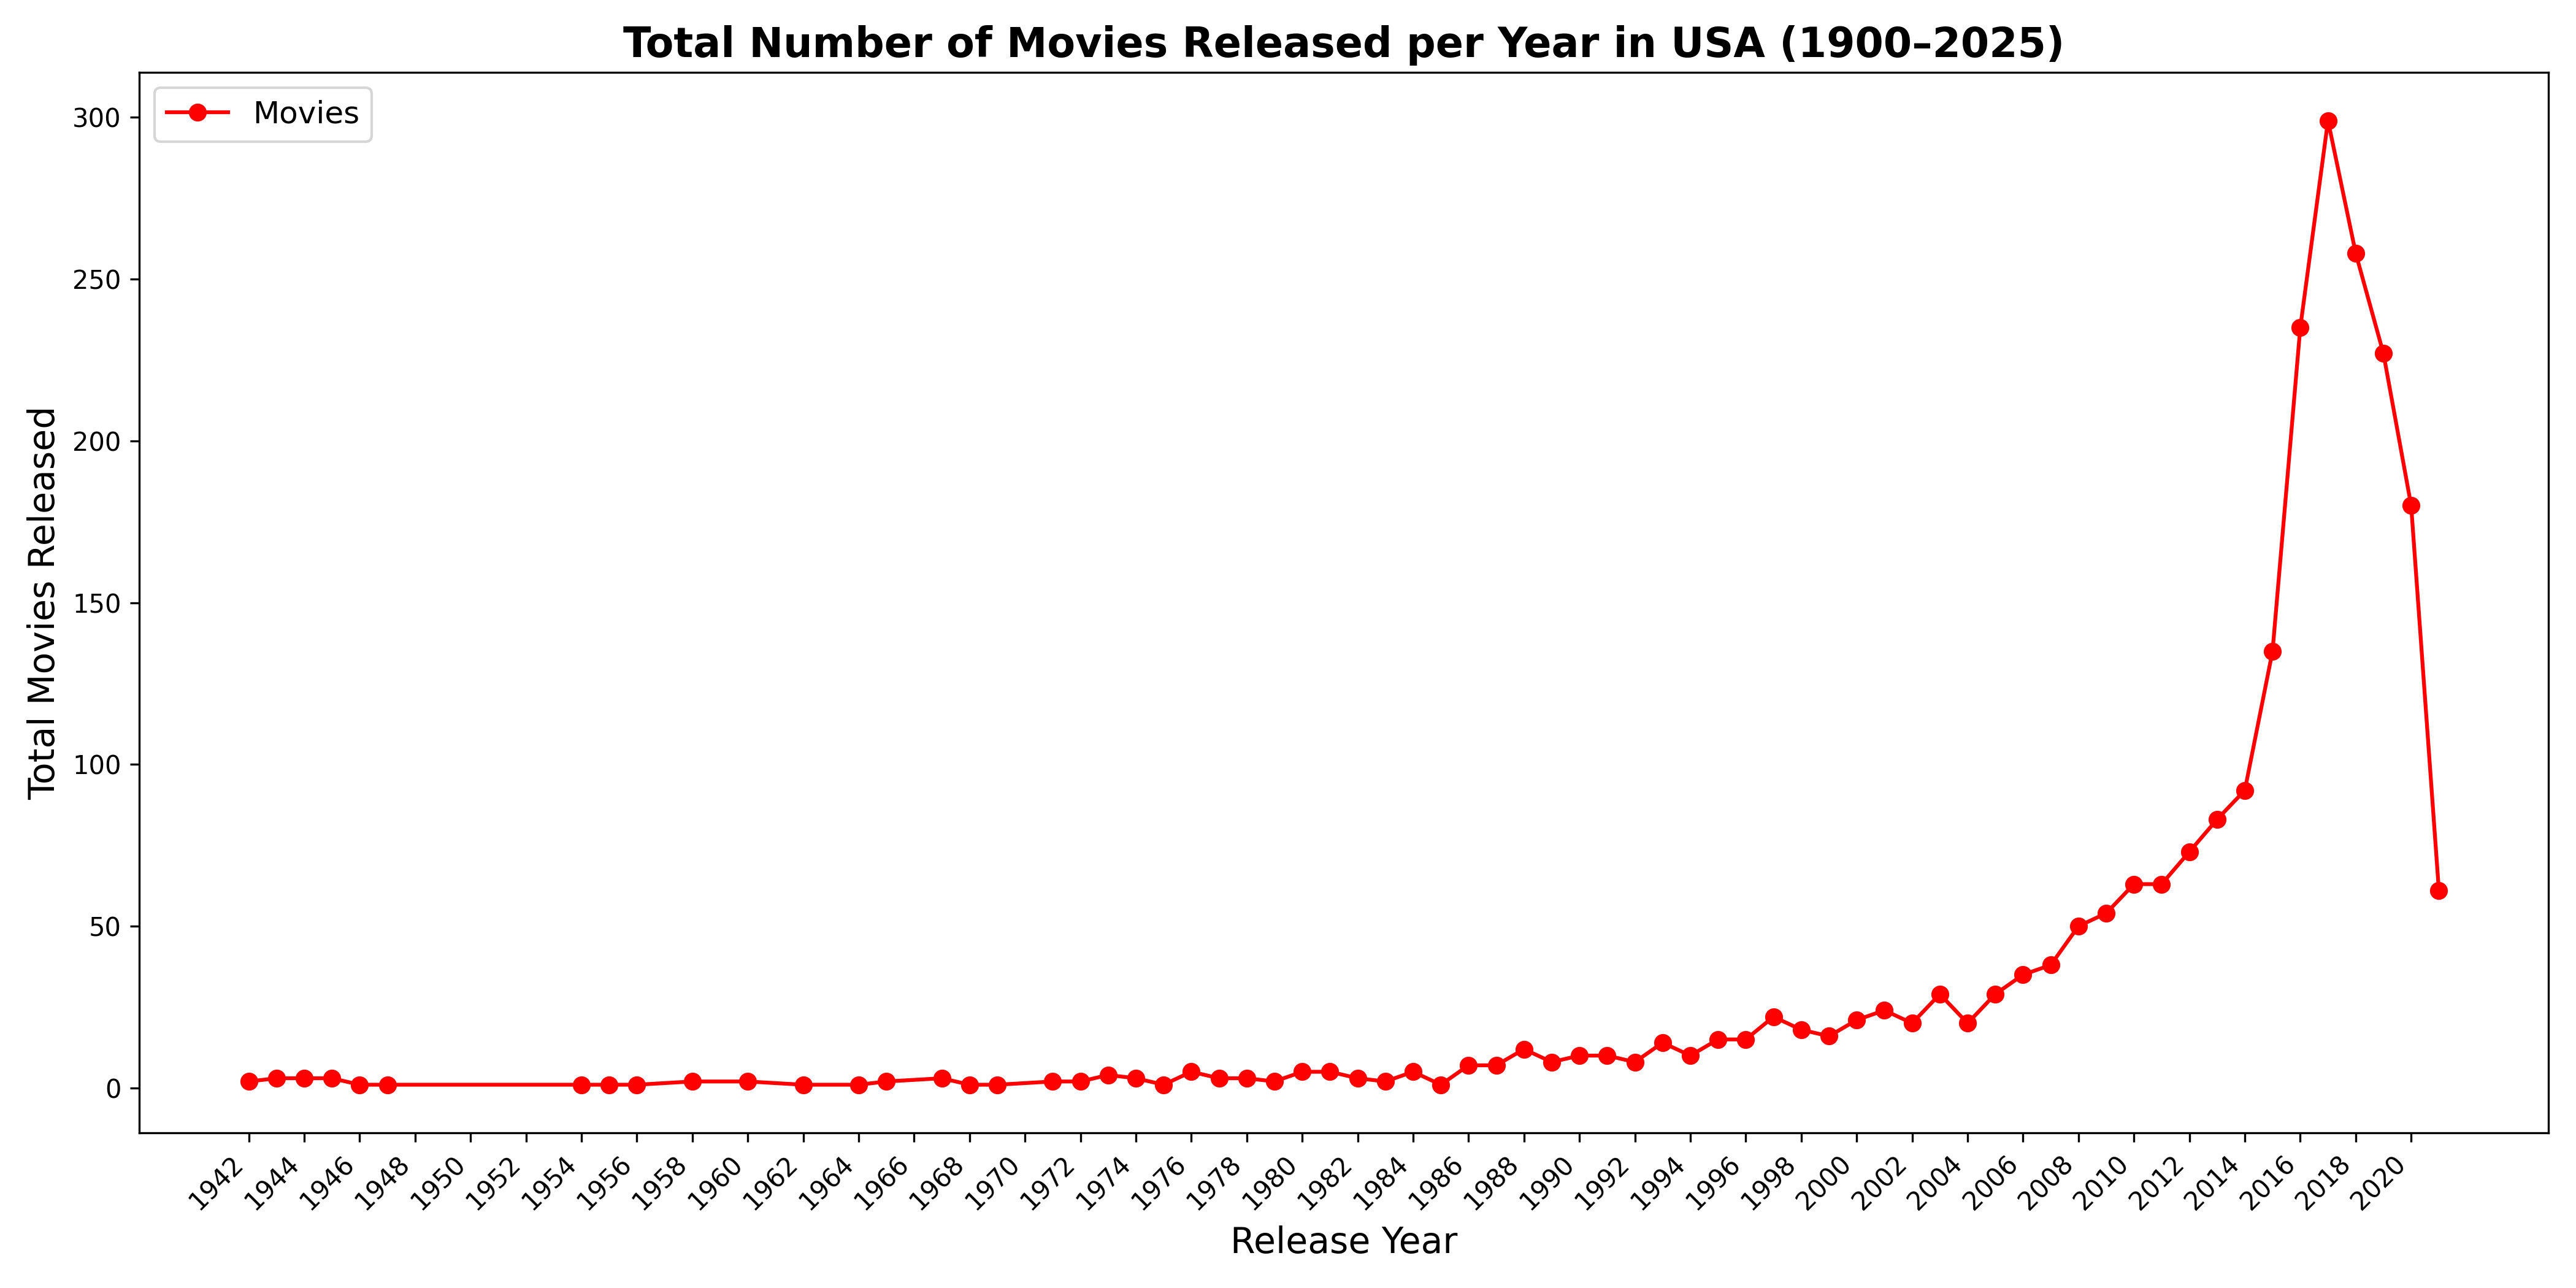 Total Number of Movies Released per Year in USA (1900–2025)
Movies
Total Movies Released
300
250
200
150
100
50
0
1942 1944 1946 1948 1950 1952 1954 1956 1958 1960 1962 1964 1966 1968 1970 1972 1974 1976 1978 1980 1982 1984 1986 1988 1990 1992 1994 1996 1998 2000 2002 2004 2006 2008 2010 2012 2014 2016 2018 2020
Release Year